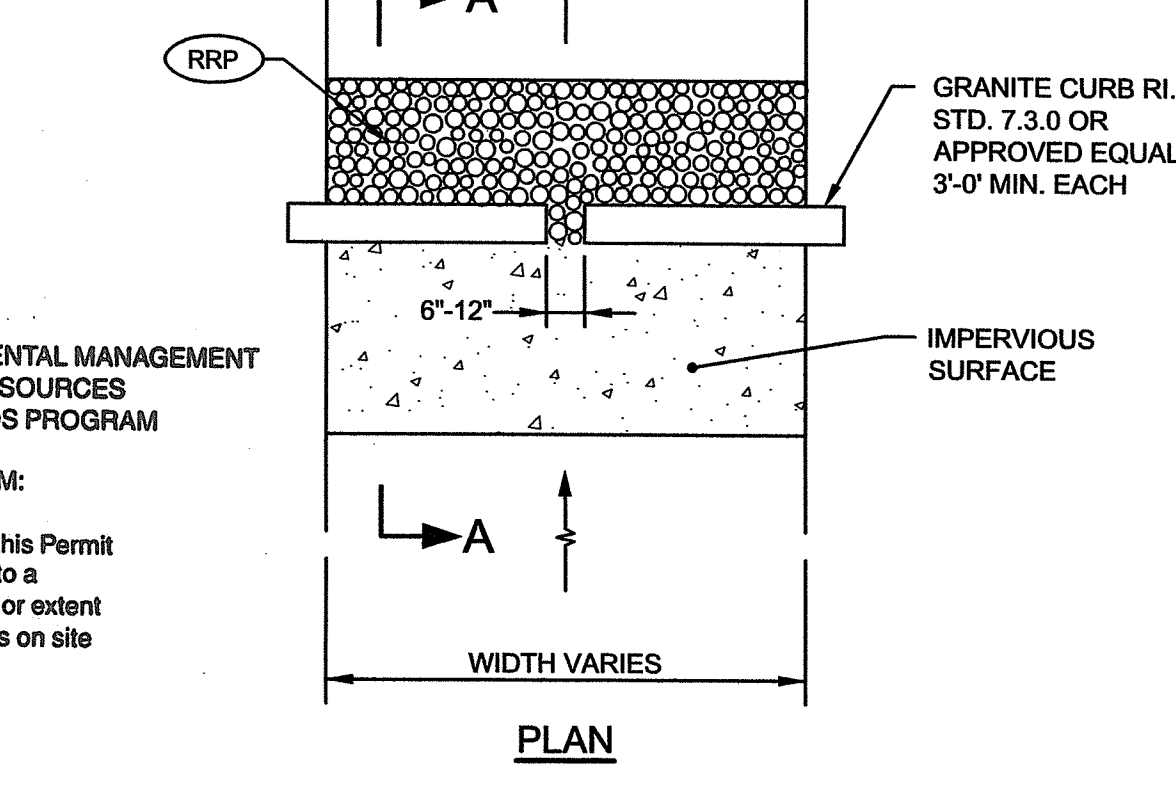 A
RRP
GRANITE CURB RI.
STD. 7.3.0 OR
APPROVED EQUAL
3'-0' MIN. EACH
6"-12"
IMPERVIOUS
SURFACE
ENTAL MANAGEMENT
SOURCES
DS PROGRAM
M:
his Permit
to a
or extent
s on site
A
WIDTH VARIES
PLAN